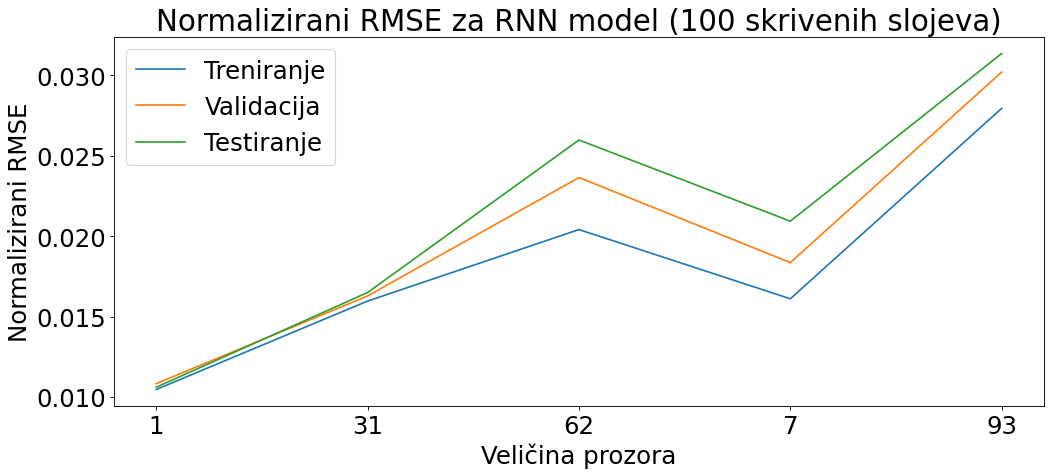 Normalizirani RMSE za RNN model (100 skrivenih slojeva)
Treniranje
Validacija
Testiranje
Normalizirani RMSE
0.030
0.025
0.020
0.015
0.010
1 31 62 7 93
Veličina prozora